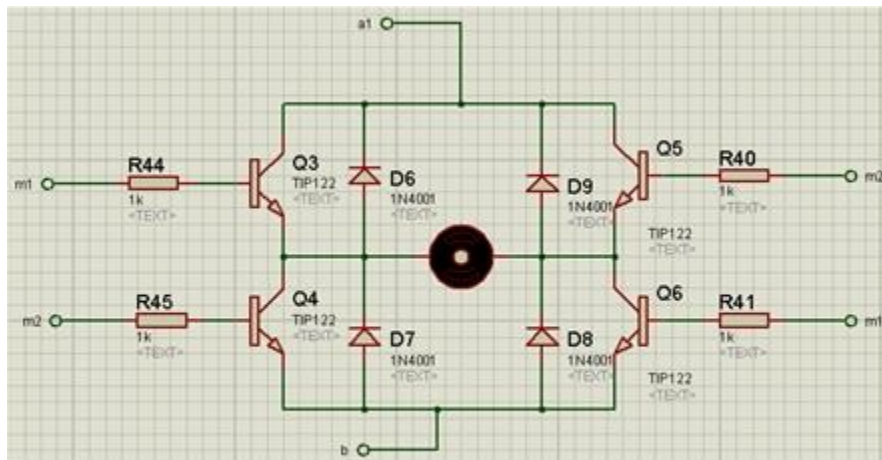 a1
R44
m1
1k
<TEXT>
Q3
TIP122
<TEXT>
D6
1N4001
<TEXT>
D9
1N4001
<TEXT>
Q5
TIP122
<TEXT>
R40
m2
1k
<TEXT>
R45
m2
1k
<TEXT>
Q4
TIP122
<TEXT>
D7
1N4001
<TEXT>
D8
1N4001
<TEXT>
Q6
TIP122
<TEXT>
R41
m1
1k
<TEXT>
b